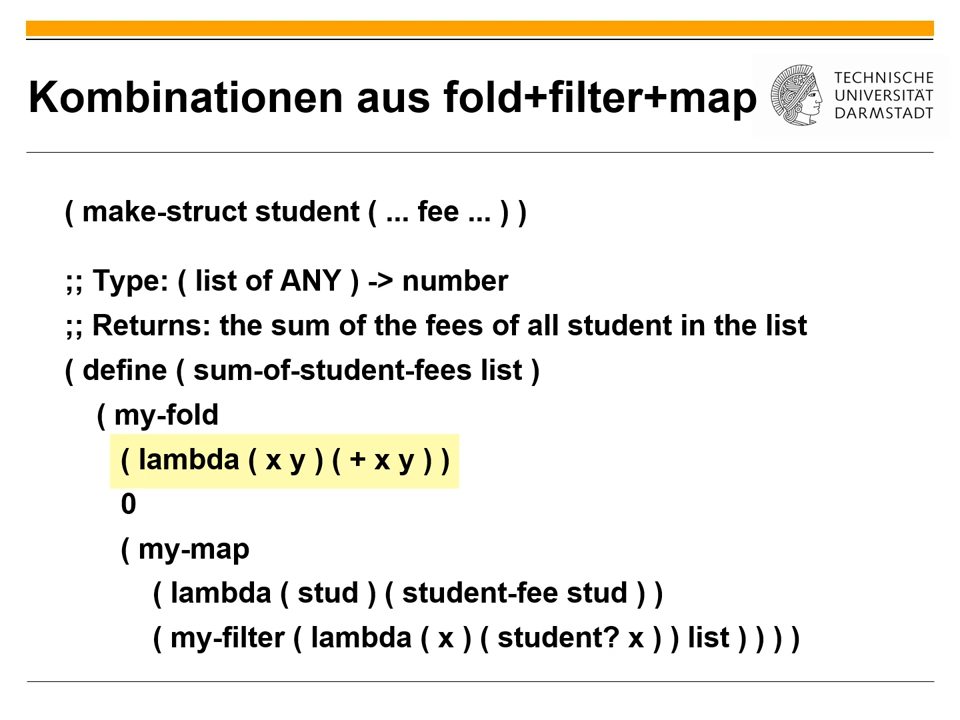 Kombinationen aus fold+filter+map
TECHNISCHE
UNIVERSITÄT
DARMSTADT
( make-struct student ( ... fee ... ) )
;; Type: ( list of ANY ) -> number
;; Returns: the sum of the fees of all student in the list
( define ( sum-of-student-fees list )
( my-fold
( lambda ( x y ) ( + x y ) )
0
( my-map
( lambda ( stud ) ( student-fee stud ) )
( my-filter ( lambda ( x ) ( student? x ) ) list ) ) ) )